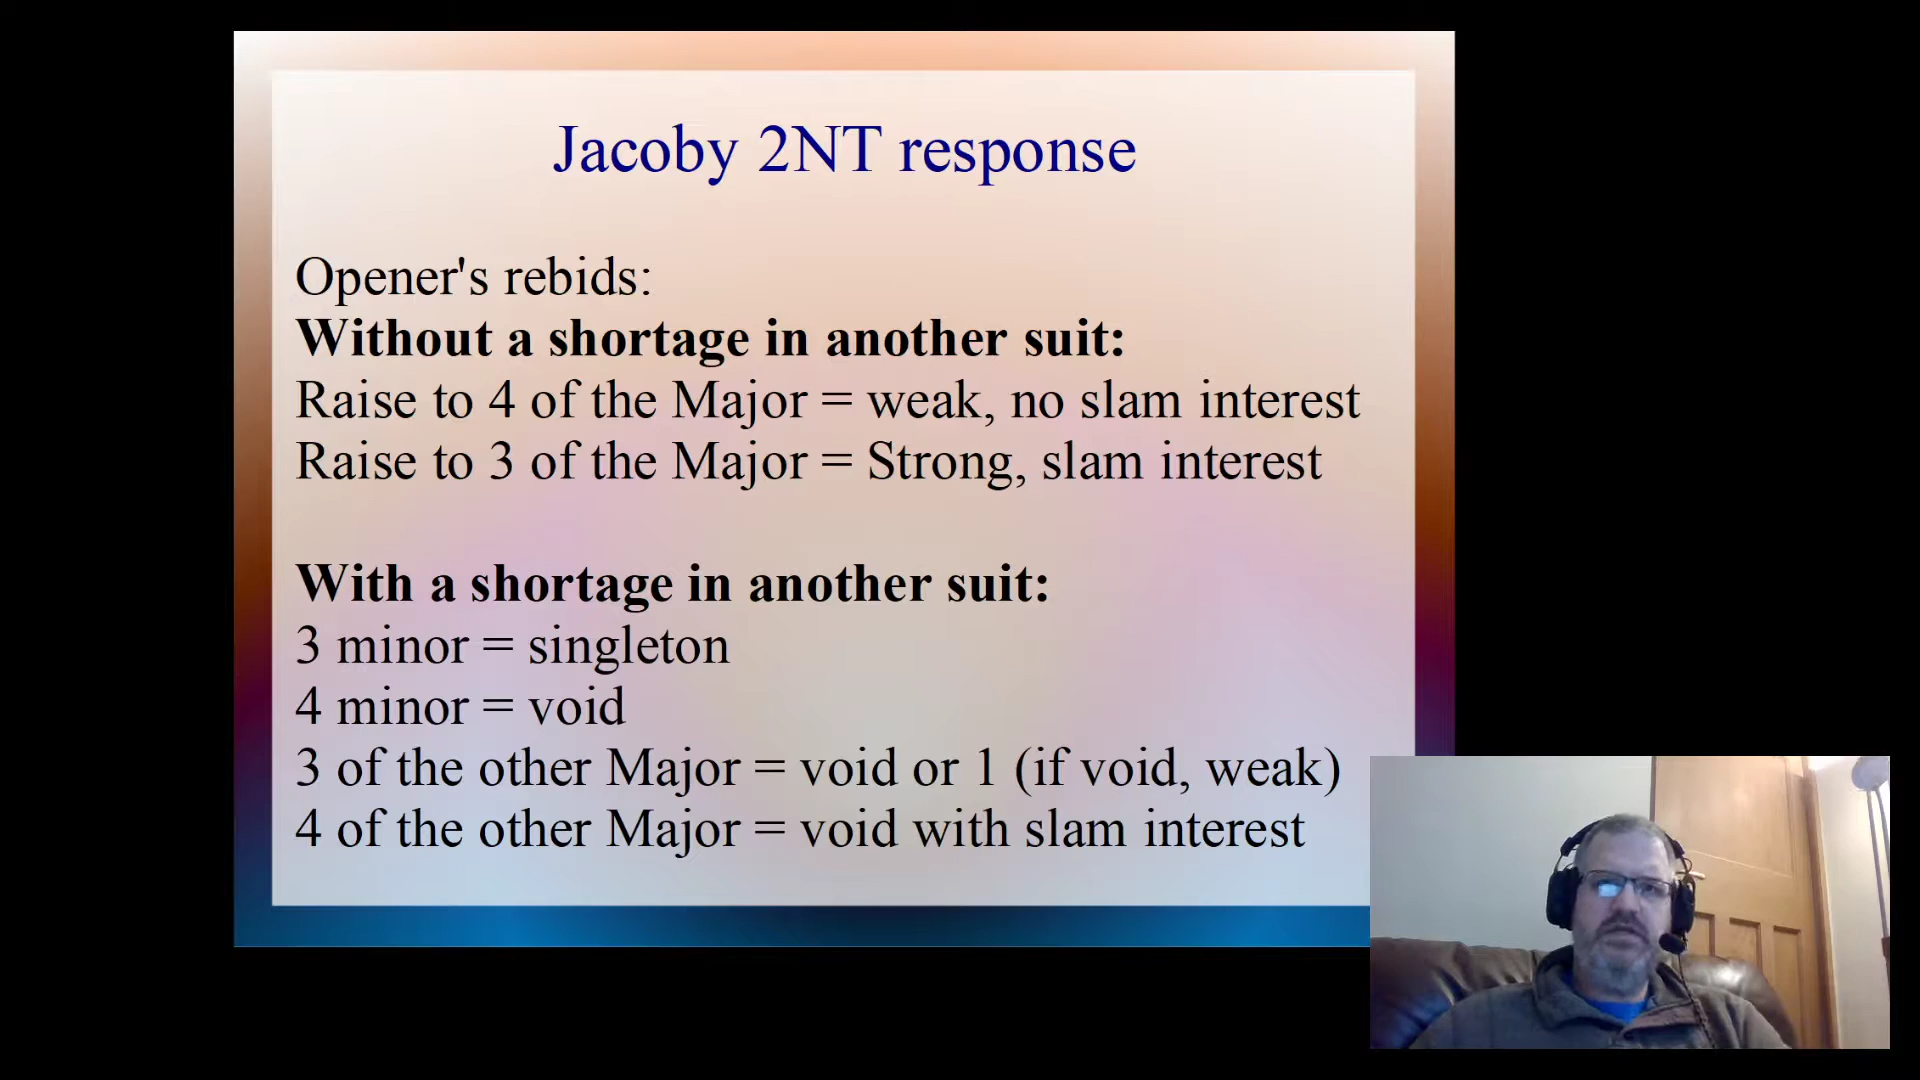 Jacoby 2NT response
Opener's rebids:
Without a shortage in another suit:
Raise to 4 of the Major = weak, no slam interest
Raise to 3 of the Major = Strong, slam interest
With a shortage in another suit:
3 minor = singleton
4 minor = void
3 of the other Major = void or 1 (if void, weak)
4 of the other Major = void with slam interest